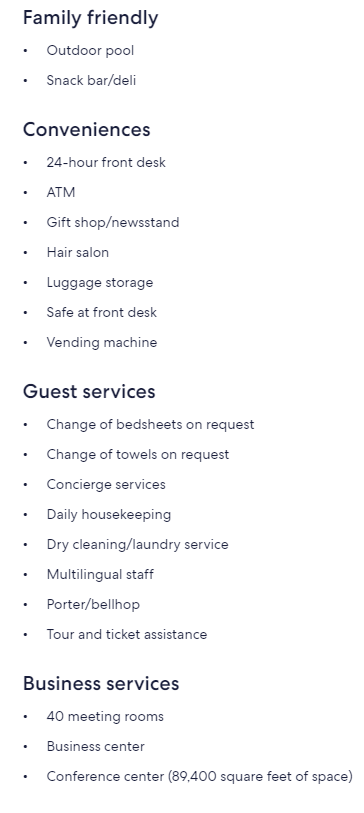 Family friendly
• Outdoor pool
• Snack bar/deli
Conveniences
• 24-hour front desk
• ATM
• Gift shop/newsstand
• Hair salon
• Luggage storage
• Safe at front desk
• Vending machine
Guest services
• Change of bedsheets on request
• Change of towels on request
• Concierge services
• Daily housekeeping
• Dry cleaning/laundry service
• Multilingual staff
• Porter/bellhop
• Tour and ticket assistance
Business services
• 40 meeting rooms
• Business center
• Conference center (89,400 square feet of space)